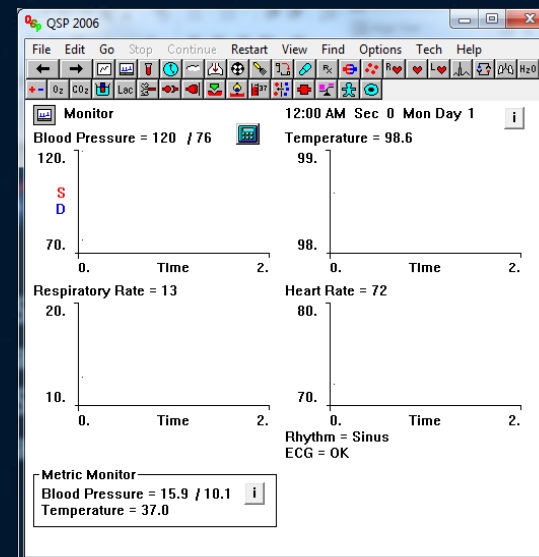 QSP 2006
File Edit Go Stop Continue Restart View Find Options Tech Help
Rx R L H2O
+ - O2 CO2 Lac 37
Monitor
12:00 AM Sec 0 Mon Day 1
i
Blood Pressure = 120 / 76
Temperature = 98.6
120.
S
D
70.
0. Time 2.
99.
98.
0. Time 2.
Respiratory Rate = 13
Heart Rate = 72
20.
10.
0. Time 2.
80.
70.
0. Time 2.
Rhythm = Sinus
ECG = OK
Metric Monitor
Blood Pressure = 15.9 / 10.1 i
Temperature = 37.0